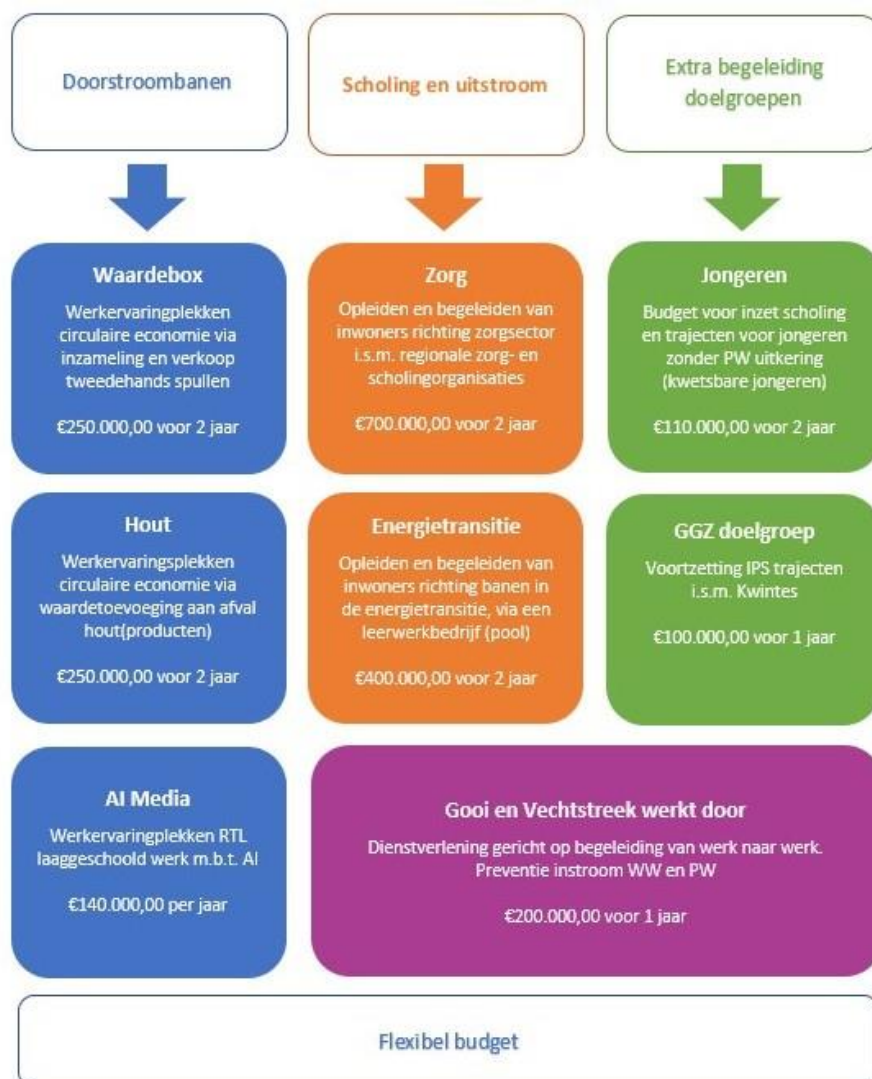 Doorstroombanen
Scholing en uitstroom
Extra begeleiding
doelgroepen
Waardebox
Werkervaringplekken
circulaire economie via
inzameling en verkoop
tweedehands spullen
€250.000,00 voor 2 jaar
Zorg
Opleiden en begeleiden van
inwoners richting zorgsector
i.s.m. regionale zorg- en
scholingorganisaties
€700.000,00 voor 2 jaar
Jongeren
Budget voor inzet scholing
en trajecten voor jongeren
zonder PW uitkering
(kwetsbare jongeren)
€110.000,00 voor 2 jaar
Hout
Werkervaringsplekken
circulaire economie via
waardetoevoeging aan afval
hout(producten)
€250.000,00 voor 2 jaar
Energietransitie
Opleiden en begeleiden van
inwoners richting banen in
de energietransitie, via een
leerwerkbedrijf (pool)
€400.000,00 voor 2 jaar
GGZ doelgroep
Voortzetting IPS trajecten
i.s.m. Kwintes
€100.000,00 voor 1 jaar
AI Media
Werkervaringplekken RTL
laaggeschoold werk m.b.t. AI
€140.000,00 per jaar
Gooi en Vechtstreek werkt door
Dienstverlening gericht op begeleiding van werk naar werk.
Preventie instroom WW en PW
€200.000,00 voor 1 jaar
Flexibel budget